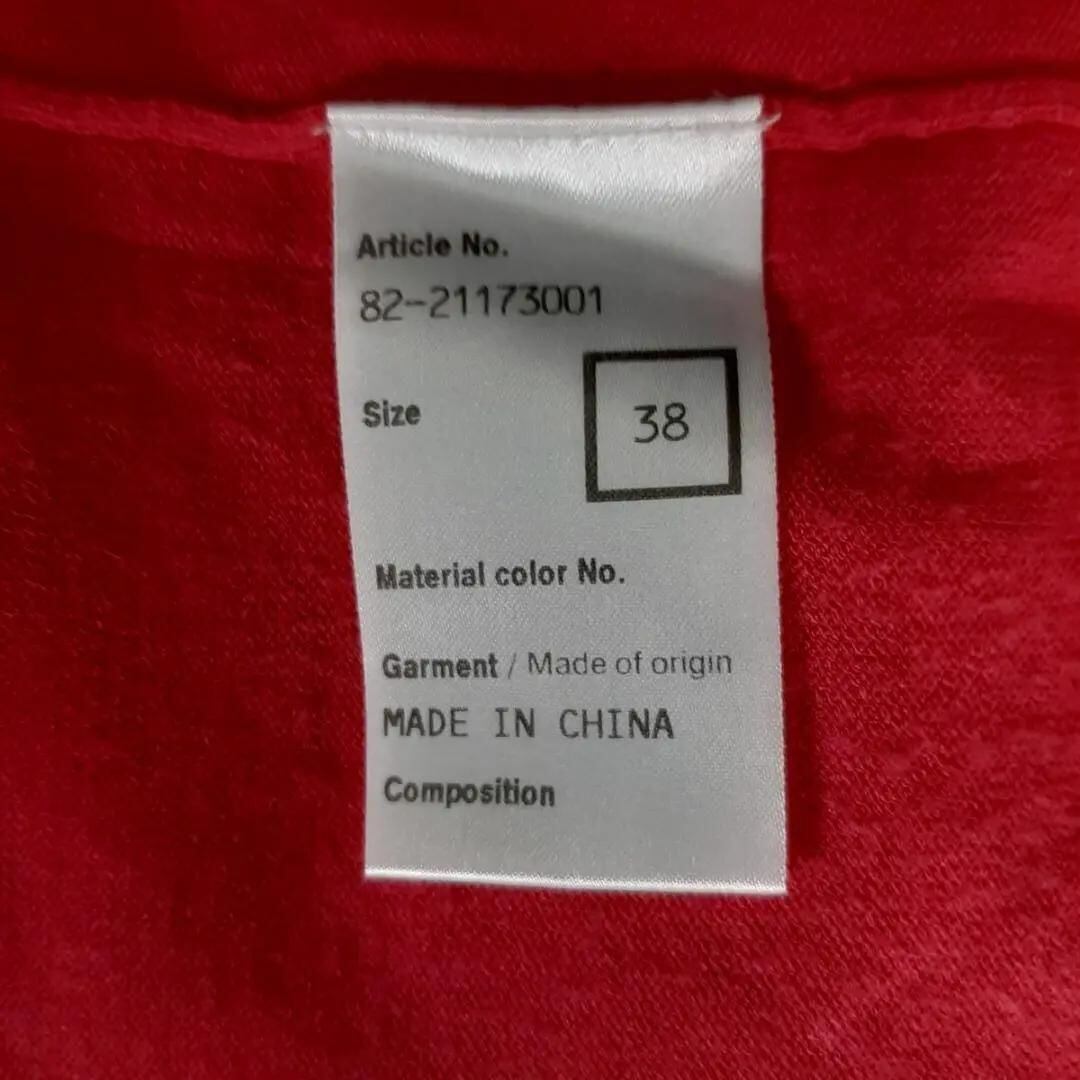 Article No.
82-21173001
Size
38
Material color No.
Garment / Made of origin
MADE IN CHINA
Composition